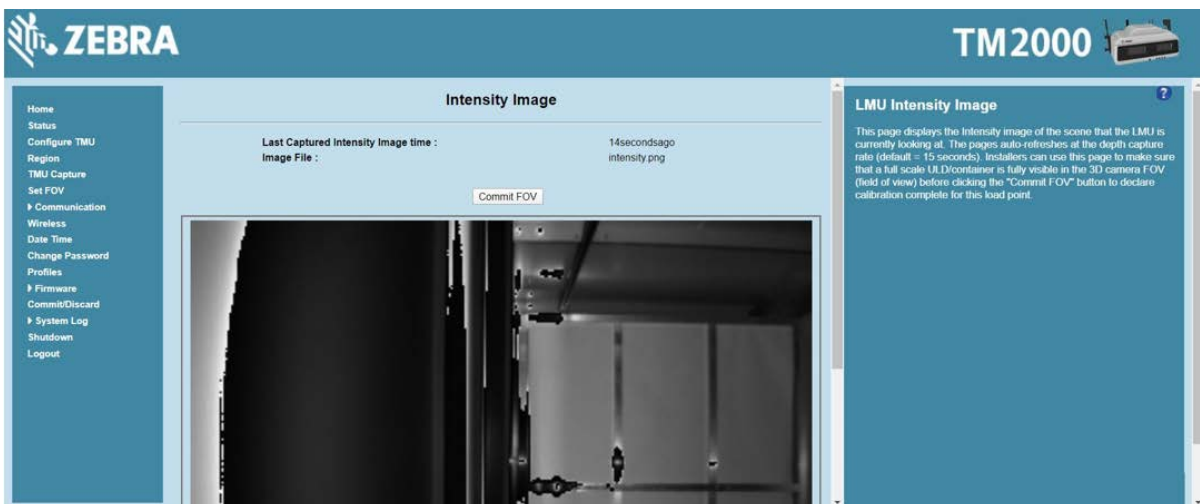 ZEBRA
TM2000
Home
Status
Configure TMU
Region
TMU Capture
Set FOV
Communication
Wireless
Date Time
Change Password
Profiles
Firmware
Commit/Discard
System Log
Shutdown
Logout
Intensity Image
Last Captured Intensity Image time : 14secondsago
Image File : intensity.png
Commit FOV
?
LMU Intensity Image
This page displays the Intensity image of the scene that the LMU is
currently looking at. The pages auto-refreshes at the depth capture
rate (default = 15 seconds). Installers can use this page to make sure
that a full scale ULD/container is fully visible in the 3D camera FOV
(field of view) before clicking the "Commit FOV" button to declare
calibration complete for this load point.